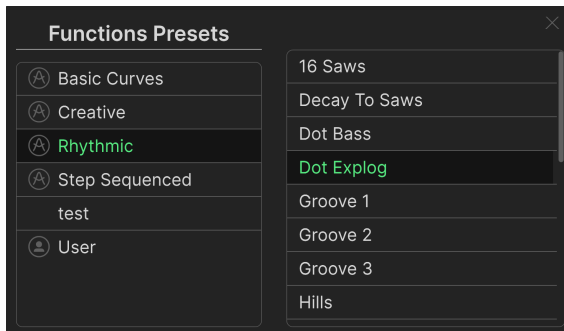 Functions Presets
Basic Curves
Creative
Rhythmic
Step Sequenced
test
User
16 Saws
Decay To Saws
Dot Bass
Dot Explog
Groove 1
Groove 2
Groove 3
Hills